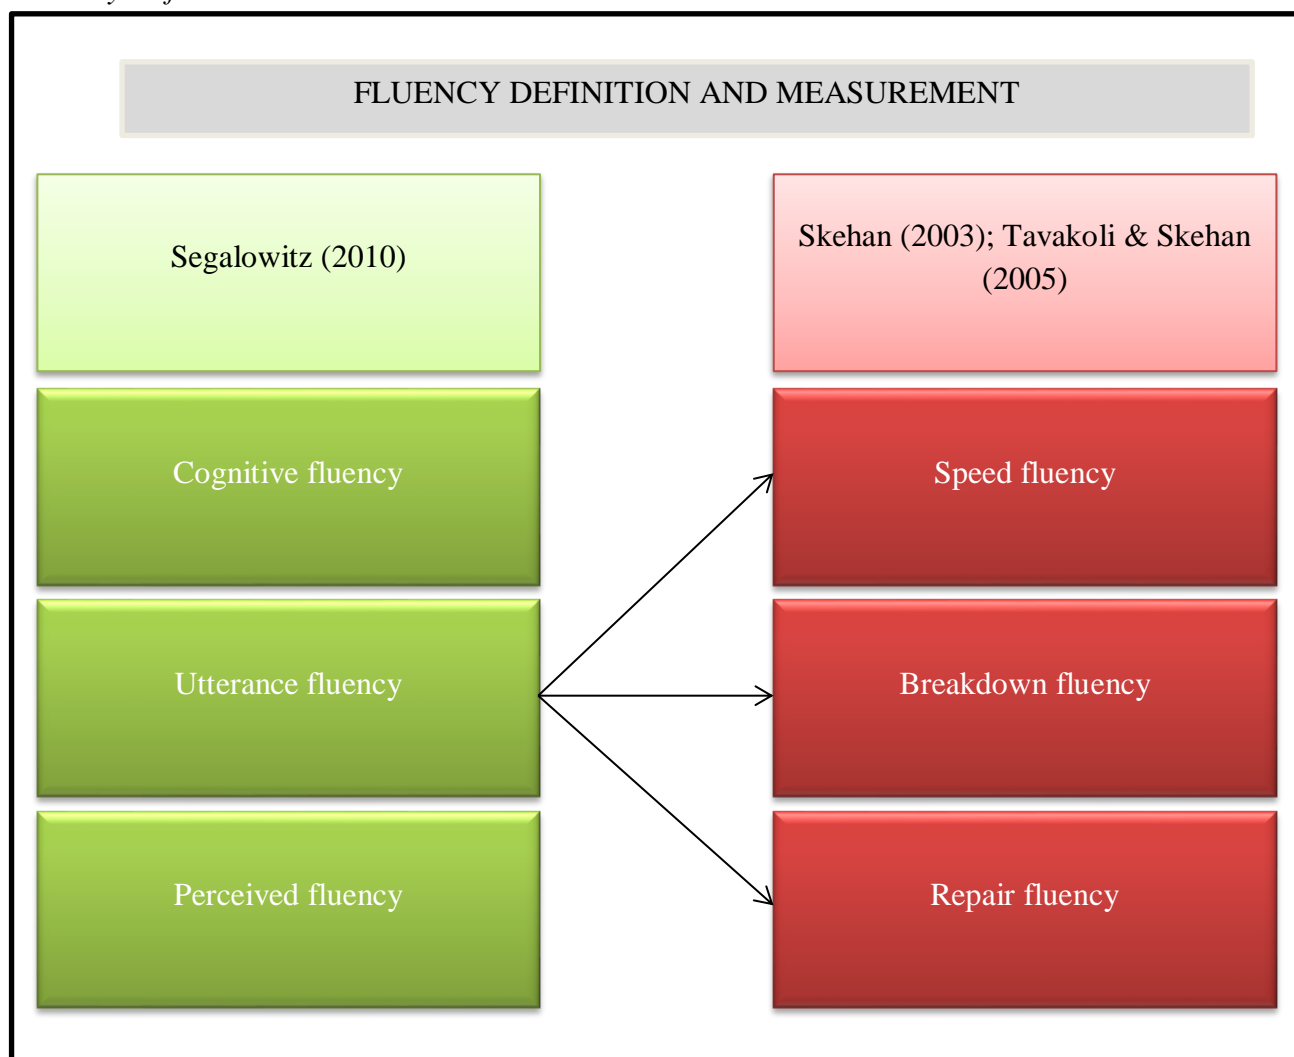 FLUENCY DEFINITION AND MEASUREMENT
Segalowitz (2010)
Skehan (2003); Tavakoli & Skehan
(2005)
Cognitive fluency
Speed fluency
Utterance fluency
Breakdown fluency
Perceived fluency
Repair fluency